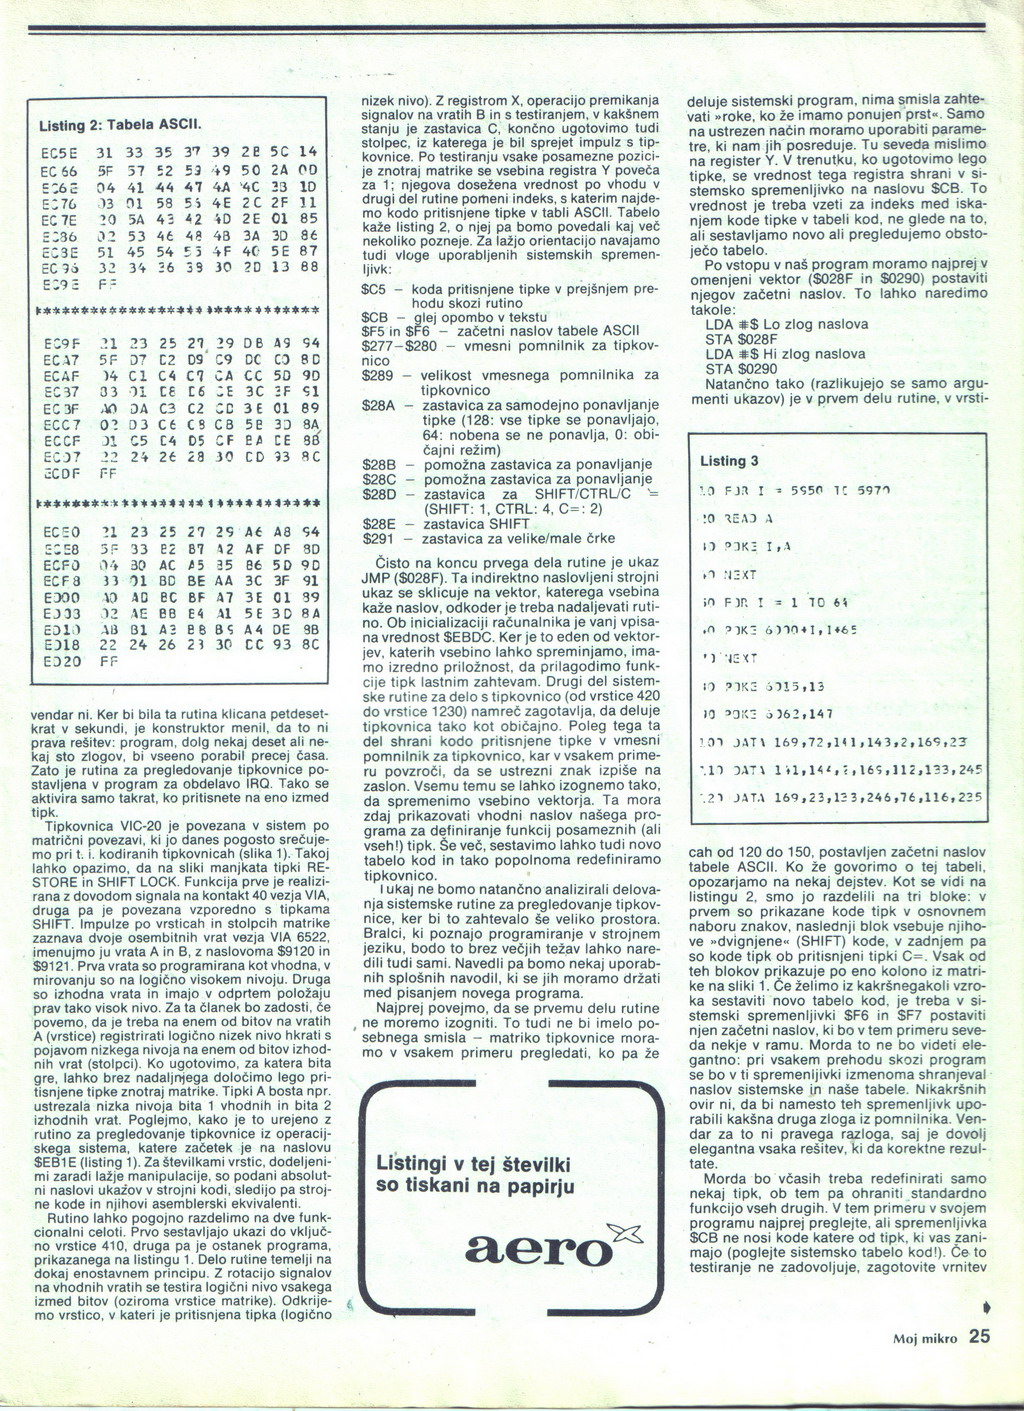 Listing 2: Tabela ASCII.
EC5E 31 33 35 37 39 2B 5C 14
EC66 5F 57 52 59 49 50 2A 0D
04 41 44 47 4A 4C 3B 1D
03 01 58 56 4E 2C 2F 11
EC7E 20 5A 43 42 4D 2E 01 85
02 53 46 48 4B 3A 3D 86
51 45 54 55 4F 40 5E 87
EC96 32 34 36 38 30 2D 13 88
EC9E FF
EC9F 21 23 25 27 29 DB A9 94
ECA7 5F D7 D2 D9 C9 D0 C0 8D
ECAF 04 C1 C4 C7 CA CC 5D 9D
83 01 D8 D6 CE 3C 3F 91
A0 DA C3 C2 CD 3E 01 89
ECC7 02 D3 C6 C8 CB 5B 3D 8A
ECCF D1 C5 D4 D5 CF BA DE 8B
22 24 26 28 30 DD 93 8C
ECDF FF
ECE0 21 23 25 27 29 A6 A8 94
ECE8 5F B3 B2 B7 A2 AF DF 8D
ECF0 04 B0 AC A5 B5 B6 5D 9D
ECF8 83 01 BD BE AA 3C 3F 91
ED00 A0 AD BC BF A7 3E 01 89
02 AE BB B4 A1 5B 3D 8A
AB B1 A3 B8 B9 A4 DE 8B
ED18 22 24 26 28 30 DC 93 8C
ED20 FF
vendar ni. Ker bi bila ta rutina klicana petdeset-
krat v sekundi, je konstruktor menil, da to ni
prava rešitev: program, dolg nekaj deset ali ne-
kaj sto zlogov, bi vseeno porabil precej časa.
Zato je rutina za pregledovanje tipkovnice po-
stavljena v program za obdelavo IRQ. Tako se
aktivira samo takrat, ko pritisnete na eno izmed
tipk.
Tipkovnica VIC-20 je povezana v sistem po
matrični povezavi, ki jo danes pogosto srečuje-
mo pri t. i. kodiranih tipkovnicah (slika 1). Takoj
lahko opazimo, da na sliki manjkata tipki RE-
STORE in SHIFT LOCK. Funkcija prve je realizi-
rana z dovodom signala na kontakt 40 vezja VIA,
druga pa je povezana vzporedno s tipkama
SHIFT. Impulze po vrsticah in stolpcih matrike
zaznava dvoje osembitnih vrat vezja VIA 6522,
imenujmo ju vrata A in B, z naslovoma $9120 in
$9121. Prva vrata so programirana kot vhodna, v
mirovanju so na logično visokem nivoju. Druga
so izhodna vrata in imajo v odprtem položaju
prav tako visok nivo. Za ta članek bo zadosti, če
povemo, da je treba na enem od bitov na vratih
A (vrstice) registrirati logično nizek nivo hkrati s
pojavom nizkega nivoja na enem od bitov izhod-
nih vrat (stolpci). Ko ugotovimo, za katera bita
gre, lahko brez nadaljnjega določimo lego pri-
tisnjene tipke znotraj matrike. Tipki A bosta npr.
ustrezala nizka nivoja bita 1 vhodnih in bita 2
izhodnih vrat. Poglejmo, kako je to urejeno z
rutino za pregledovanje tipkovnice iz operacij-
skega sistema, katere začetek je na naslovu
$EB1E (listing 1). Za številkami vrstic, dodeljeni-
mi zaradi lažje manipulacije, so podani absolut-
ni naslovi ukazov v strojni kodi, sledijo pa stroj-
ne kode in njihovi asemblerski ekvivalenti.
Rutino lahko pogojno razdelimo na dve funk-
cionalni celoti. Prvo sestavljajo ukazi do vključ-
no vrstice 410, druga pa je ostanek programa,
prikazanega na listingu 1. Delo rutine temelji na
dokaj enostavnem principu. Z rotacijo signalov
na vhodnih vratih se testira logični nivo vsakega
izmed bitov (oziroma vrstice matrike). Odkrije-
mo vrstico, v kateri je pritisnjena tipka (logično
nizek nivo). Z registrom X, operacijo premikanja
signalov na vratih B in s testiranjem, v kakšnem
stanju je zastavica C, končno ugotovimo tudi
stolpec, iz katerega je bil sprejet impulz s tip-
kovnice. Po testiranju vsake posamezne pozici-
je znotraj matrike se vsebina registra Y poveča
za 1; njegova dosežena vrednost po vhodu v
drugi del rutine pomeni indeks, s katerim najde-
mo kodo pritisnjene tipke v tabli ASCII. Tabelo
kaže listing 2, o njej pa bomo povedali kaj več
nekoliko pozneje. Za lažjo orientacijo navajamo
tudi vloge uporabljenih sistemskih spremen-
ljivk:
$C5 – koda pritisnjene tipke v prejšnjem pre-
hodu skozi rutino
$CB – glej opombo v tekstu
$F5 in $F6 – začetni naslov tabele ASCII
$277–$280 – vmesni pomnilnik za tipkov-
nico
$289 – velikost vmesnega pomnilnika za
tipkovnico
$28A – zastavica za samodejno ponavljanje
tipke (128: vse tipke se ponavljajo,
64: nobena se ne ponavlja, 0: obi-
čajni režim)
$28B – pomožna zastavica za ponavljanje
$28C – pomožna zastavica za ponavljanje
$28D – zastavica za SHIFT/CTRL/C =
(SHIFT: 1, CTRL: 4, C=: 2)
$28E – zastavica SHIFT
$291 – zastavica za velike/male črke
Čisto na koncu prvega dela rutine je ukaz
JMP ($028F). Ta indirektno naslovljeni strojni
ukaz se sklicuje na vektor, katerega vsebina
kaže naslov, odkoder je treba nadaljevati ruti-
no. Ob inicializaciji računalnika je vanj vpisa-
na vrednost $EBDC. Ker je to eden od vektor-
jev, katerih vsebino lahko spreminjamo, ima-
mo izredno priložnost, da prilagodimo funk-
cije tipk lastnim zahtevam. Drugi del sistem-
ske rutine za delo s tipkovnico (od vrstice 420
do vrstice 1230) namreč zagotavlja, da deluje
tipkovnica tako kot običajno. Poleg tega ta
del shrani kodo pritisnjene tipke v vmesni
pomnilnik za tipkovnico, kar v vsakem prime-
ru povzroči, da se ustrezni znak izpiše na
zaslon. Vsemu temu se lahko izognemo tako,
da spremenimo vsebino vektorja. Ta mora
zdaj prikazovati vhodni naslov našega pro-
grama za definiranje funkcij posameznih (ali
vseh!) tipk. Še več, sestavimo lahko tudi novo
tabelo kod in tako popolnoma redefiniramo
tipkovnico.
Tukaj ne bomo natančno analizirali delova-
nja sistemske rutine za pregledovanje tipkov-
nice, ker bi to zahtevalo še veliko prostora.
Bralci, ki poznajo programiranje v strojnem
jeziku, bodo to brez večjih težav lahko nare-
dili tudi sami. Navedli pa bomo nekaj uporab-
nih splošnih navodil, ki se jih moramo držati
med pisanjem novega programa.
Najprej povejmo, da se prvemu delu rutine
ne moremo izogniti. To tudi ne bi imelo po-
sebnega smisla – matriko tipkovnice mora-
mo v vsakem primeru pregledati, ko pa že
Listingi v tej številki
so tiskani na papirju
aero
deluje sistemski program, nima smisla zahte-
vati »roke, ko že imamo ponujen prst«. Samo
na ustrezen način moramo uporabiti parame-
tre, ki nam jih posreduje. Tu seveda mislimo
na register Y. V trenutku, ko ugotovimo lego
tipke, se vrednost tega registra shrani v si-
stemsko spremenljivko na naslovu $CB. To
vrednost je treba vzeti za indeks med iska-
njem kode tipke v tabeli kod, ne glede na to,
ali sestavljamo novo ali pregledujemo obsto-
ječo tabelo.
Po vstopu v naš program moramo najprej v
omenjeni vektor ($028F in $0290) postaviti
njegov začetni naslov. To lahko naredimo
takole:
LDA #$ Lo zlog naslova
STA $028F
LDA #$ Hi zlog naslova
STA $0290
Natančno tako (razlikujejo se samo argu-
menti ukazov) je v prvem delu rutine, v vrsti-
Listing 3
10 FOR I = 5950 TO 5970
20 READ A
30 POKE I,A
40 NEXT
50 FOR I = 1 TO 64
60 POKE 6000+I,I+65
70 NEXT
80 POKE 6015,13
90 POKE 6062,147
100 DATA 169,72,141,143,2,169,23
110 DATA 141,144,2,169,112,133,245
120 DATA 169,23,133,246,76,116,235
cah od 120 do 150, postavljen začetni naslov
tabele ASCII. Ko že govorimo o tej tabeli,
opozarjamo na nekaj dejstev. Kot se vidi na
listingu 2, smo jo razdelili na tri bloke: v
prvem so prikazane kode tipk v osnovnem
naboru znakov, naslednji blok vsebuje njiho-
ve »dvignjene« (SHIFT) kode, v zadnjem pa
so kode tipk ob pritisnjeni tipki C=. Vsak od
teh blokov prikazuje po eno kolono iz matri-
ke na sliki 1. Če želimo iz kakršnegakoli vzro-
ka sestaviti novo tabelo kod, je treba v si-
stemski spremenljivki $F6 in $F7 postaviti
njen začetni naslov, ki bo v tem primeru seve-
da nekje v ramu. Morda to ne bo videti ele-
gantno: pri vsakem prehodu skozi program
se bo v ti spremenljivki izmenoma shranjeval
naslov sistemske in naše tabele. Nikakršnih
ovir ni, da bi namesto teh spremenljivk upo-
rabili kakšna druga zloga iz pomnilnika. Ven-
dar za to ni pravega razloga, saj je dovolj
elegantna vsaka rešitev, ki da korektne rezul-
tate.
Morda bo včasih treba redefinirati samo
nekaj tipk, ob tem pa ohraniti standardno
funkcijo vseh drugih. V tem primeru v svojem
programu najprej preglejte, ali spremenljivka
$CB ne nosi kode katere od tipk, ki vas zani-
majo (poglejte sistemsko tabelo kod!). Če to
testiranje ne zadovoljuje, zagotovite vrnitev
Moj mikro 25